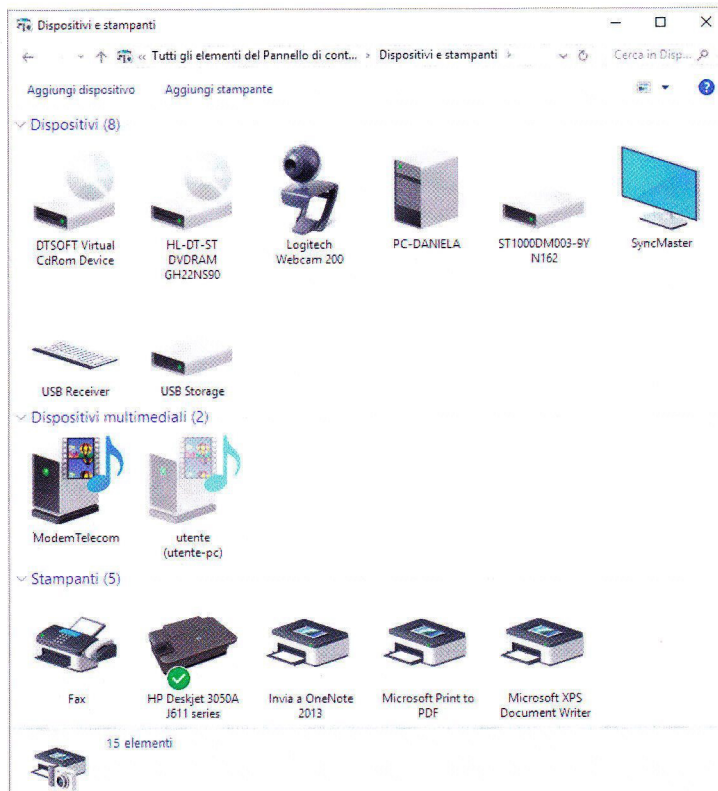 Dispositivi e stampanti
« Tutti gli elementi del Pannello di cont... > Dispositivi e stampanti >
Cerca in Disp...
Aggiungi dispositivo
Aggiungi stampante
Dispositivi (8)
DTSOFT Virtual
CdRom Device
HL-DT-ST
DVDRAM
GH22NS90
Logitech
Webcam 200
PC-DANIELA
ST1000DM003-9Y
N162
SyncMaster
USB Receiver
USB Storage
Dispositivi multimediali (2)
ModemTelecom
utente
(utente-pc)
Stampanti (5)
Fax
HP Deskjet 3050A
J611 series
Invia a OneNote
2013
Microsoft Print to
PDF
Microsoft XPS
Document Writer
15 elementi